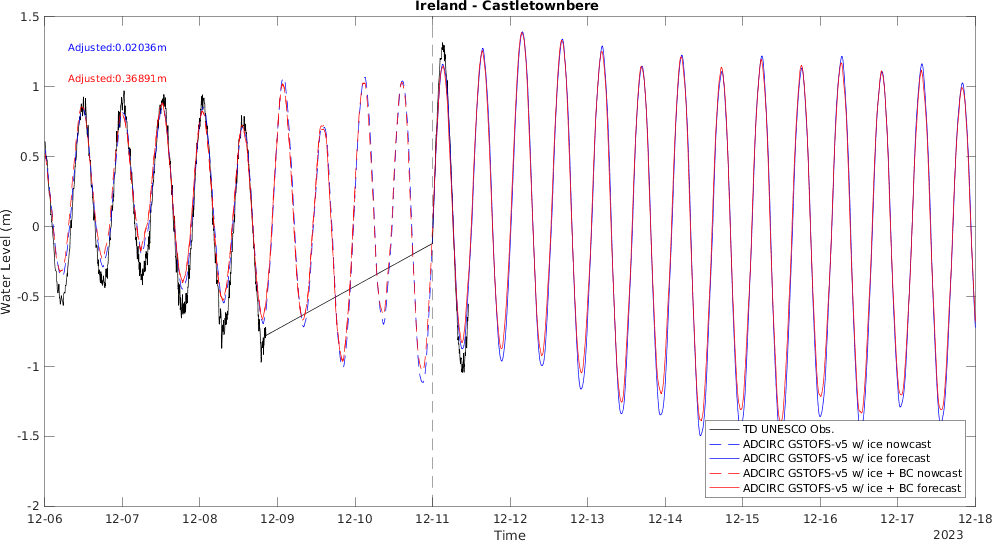 Ireland - Castletownbere
Adjusted:0.02036m
Adjusted:0.36891m
Water Level (m)
1.5
1
0.5
0
-0.5
-1
-1.5
-2
TD UNESCO Obs.
ADCIRC GSTOFS-v5 w/ ice nowcast
ADCIRC GSTOFS-v5 w/ ice forecast
ADCIRC GSTOFS-v5 w/ ice + BC nowcast
ADCIRC GSTOFS-v5 w/ ice + BC forecast
12-06 12-07 12-08 12-09 12-10 12-11 12-12 12-13 12-14 12-15 12-16 12-17 12-18
Time
2023